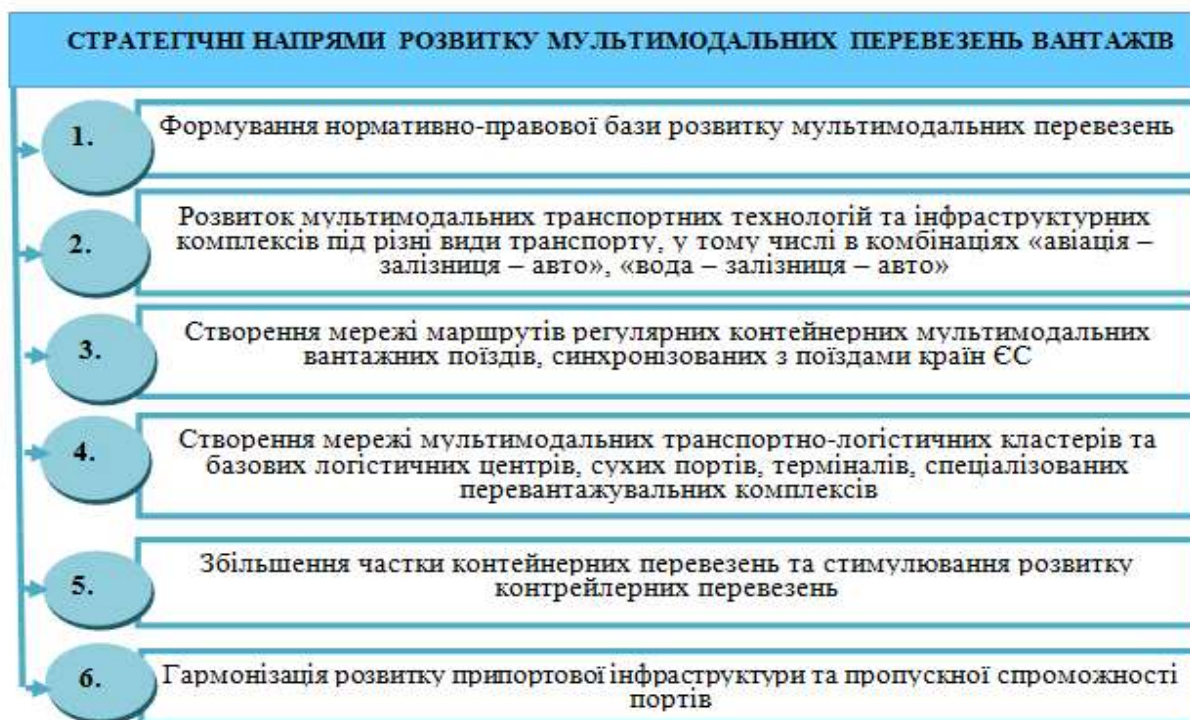 СТРАТЕГІЧНІ НАПРЯМИ РОЗВИТКУ МУЛЬТИМОДАЛЬНИХ ПЕРЕВЕЗЕНЬ ВАНТАЖІВ
1.
Формування нормативно-правової бази розвитку мультимодальних перевезень
2.
Розвиток мультимодальних транспортних технологій та інфраструктурних
комплексів під різні види транспорту, у тому числі в комбінаціях «авіація –
залізниця – авто», «вода – залізниця – авто»
3.
Створення мережі маршрутів регулярних контейнерних мультимодальних
вантажних поїздів, синхронізованих з поїздами країн ЄС
4.
Створення мережі мультимодальних транспортно-логістичних кластерів та
базових логістичних центрів, сухих портів, терміналів, спеціалізованих
перевантажувальних комплексів
5.
Збільшення частки контейнерних перевезень та стимулювання розвитку
контрейлерних перевезень
6.
Гармонізація розвитку припортової інфраструктури та пропускної спроможності
портів